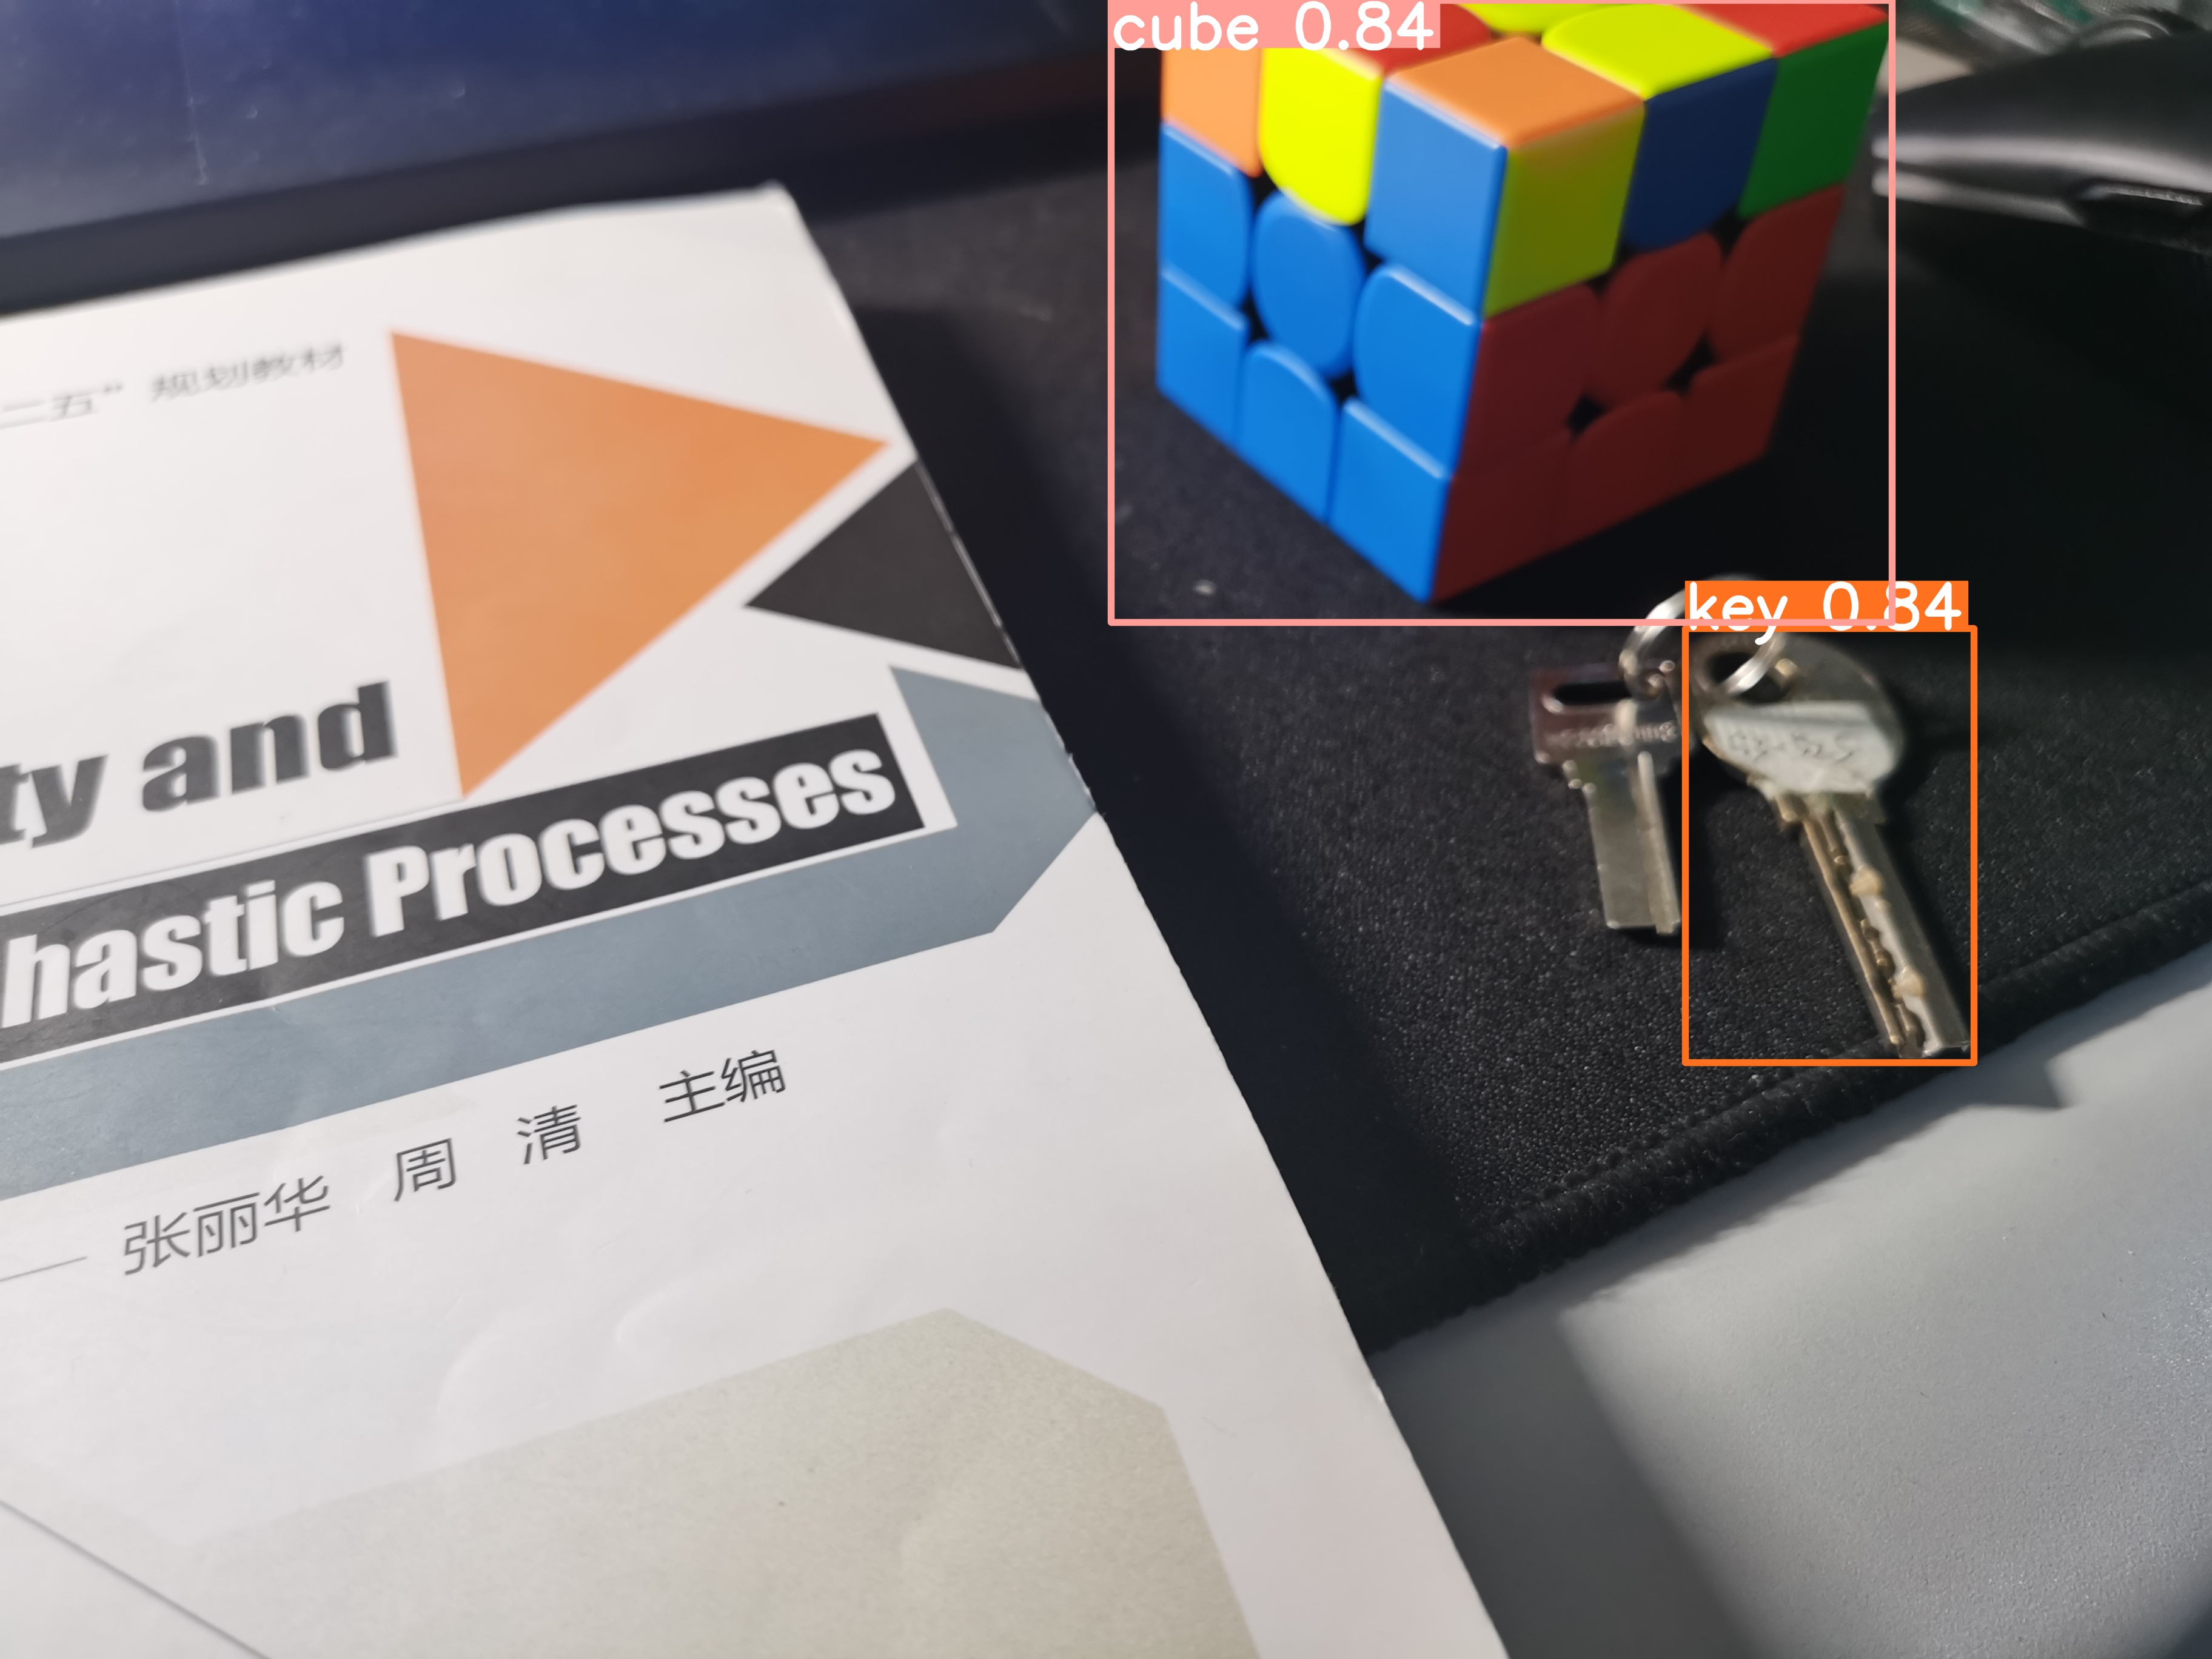 cube 0.84
二五”规划教材
key 0.84
ty and
hastic Processes
张丽华 周 清 主编